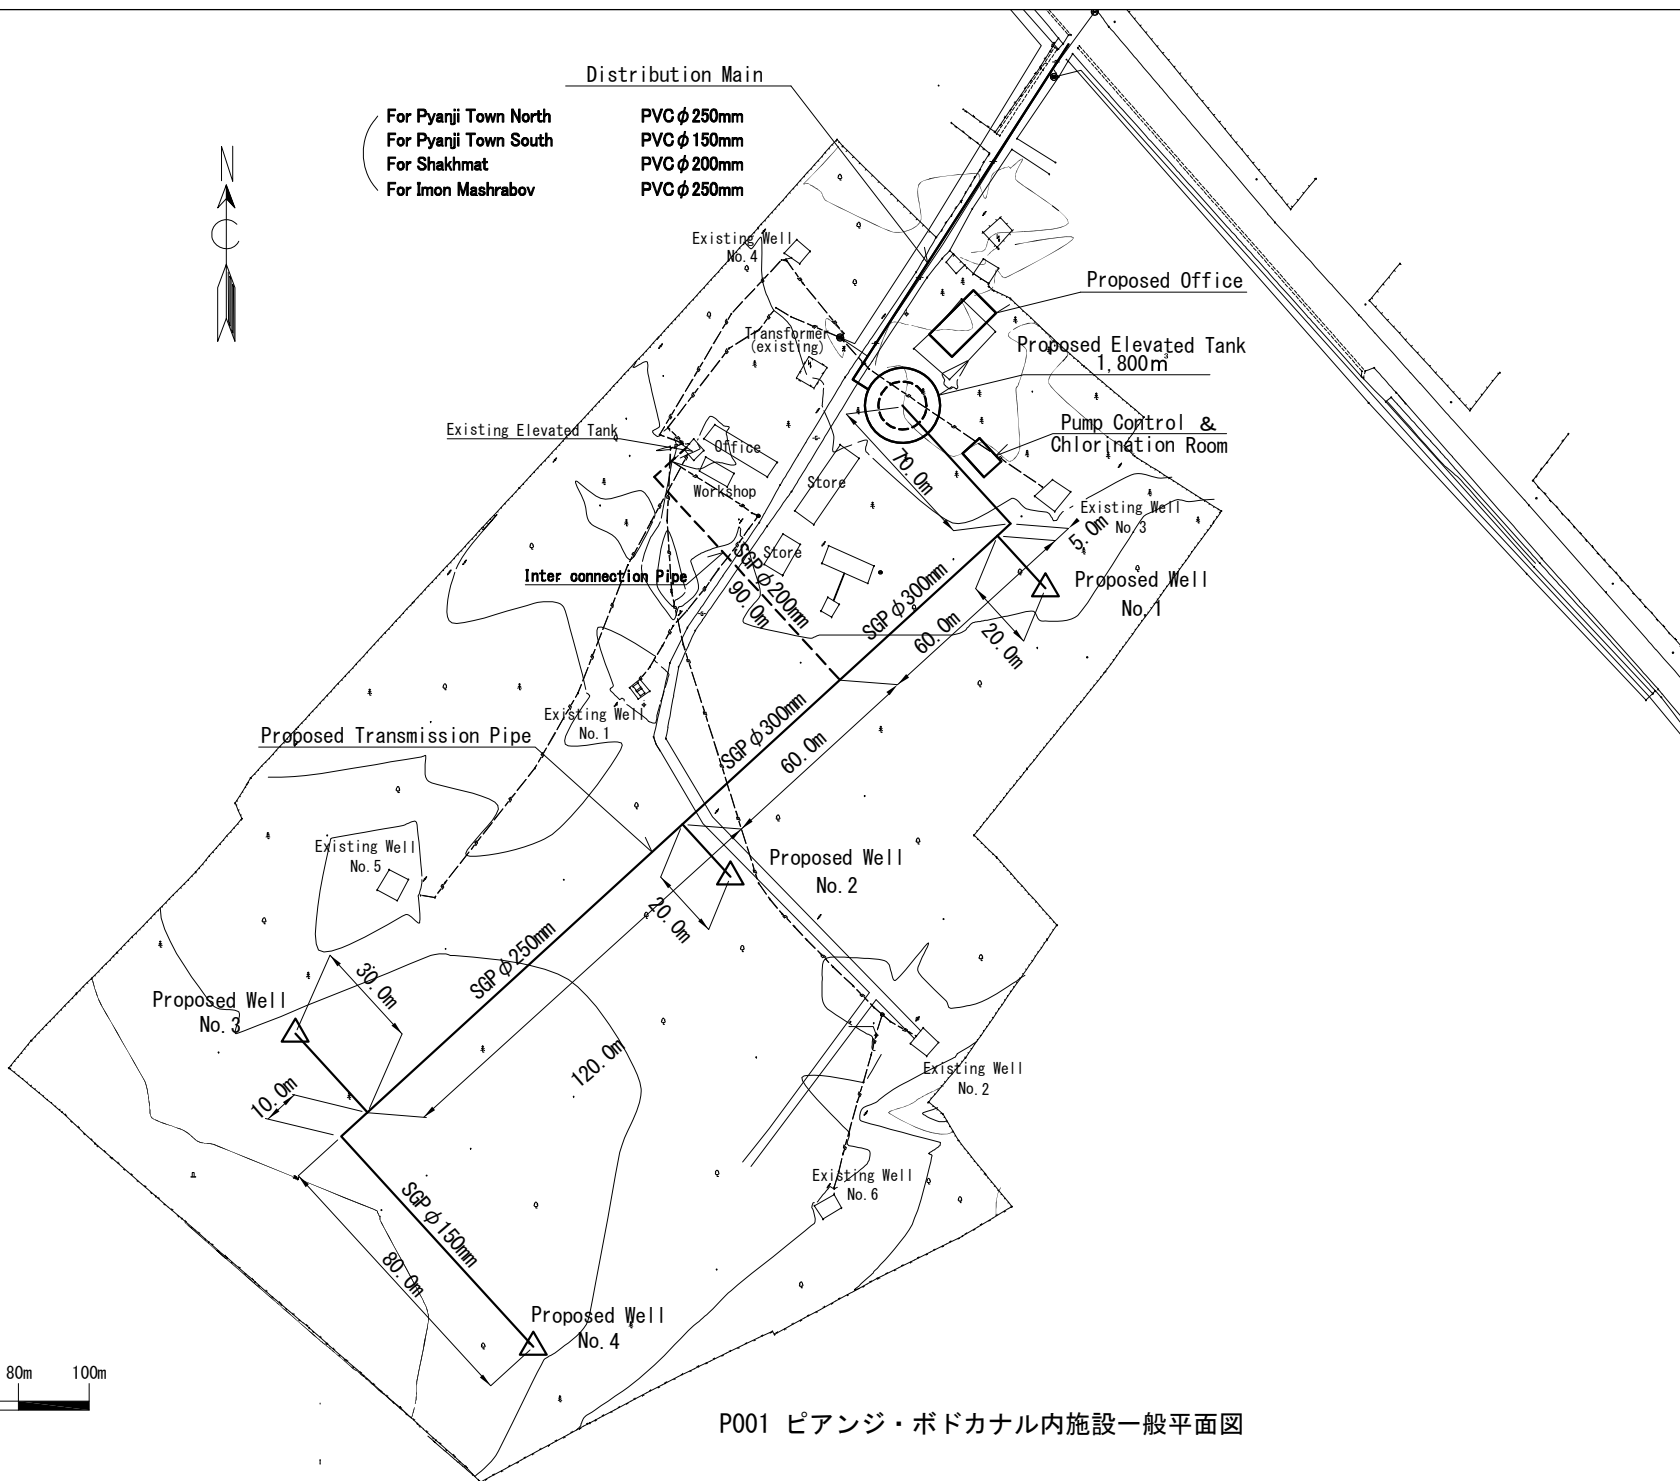 Distribution Main
For Pyanji Town North PVCφ250mm
For Pyanji Town South PVCφ150mm
For Shakhmat PVCφ200mm
For Imon Mashrabov PVCφ250mm
N
Existing Well
No.4
Proposed Office
Transformer
(existing)
Proposed Elevated Tank
1,800㎥
Existing Elevated Tank
Office
Pump Control &
Chlorination Room
70.0m
Workshop
Store
Existing Well
No.3
5.0m
Store
Inter connection Pipe
SGPφ200mm
90.0m
SGPφ300mm
60.0m
20.0m
Proposed Well
No.1
Existing Well
No.1
Proposed Transmission Pipe
SGPφ300mm
60.0m
Existing Well
No.5
Proposed Well
No.2
20.0m
SGPφ250mm
30.0m
Proposed Well
No.3
120.0m
10.0m
Existing Well
No.2
Existing Well
No.6
SGPφ150mm
80.0m
Proposed Well
No.4
80m 100m
P001 ピアンジ・ボドカナル内施設一般平面図